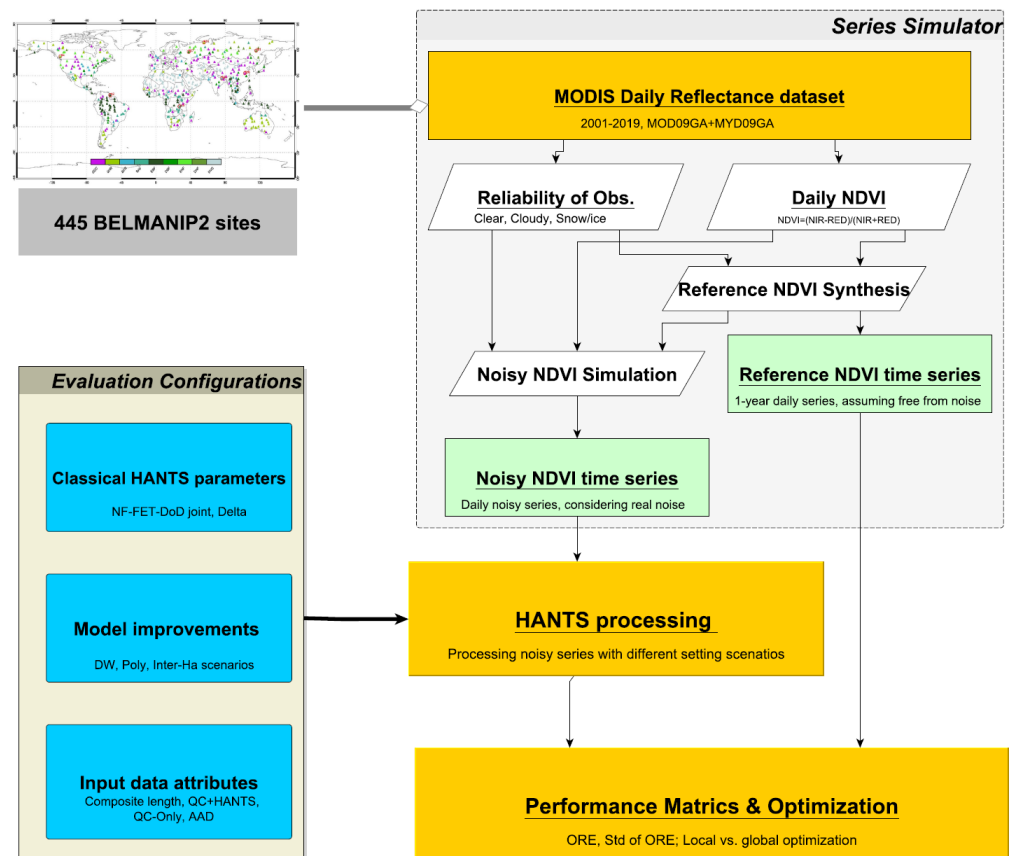 Series Simulator
MODIS Daily Reflectance dataset
2001-2019, MOD09GA+MYD09GA
445 BELMANIP2 sites
Reliability of Obs.
Clear, Cloudy, Snow/ice
Daily NDVI
NDVI=(NIR-RED)/(NIR+RED)
Reference NDVI Synthesis
Noisy NDVI Simulation
Reference NDVI time series
1-year daily series, assuming free from noise
Noisy NDVI time series
Daily noisy series, considering real noise
Evaluation Configurations
Classical HANTS parameters
NF-FET-DoD joint, Delta
Model improvements
DW, Poly, Inter-Ha scenarios
Input data attributes
Composite length, QC+HANTS,
QC-Only, AAD
HANTS processing
Processing noisy series with different setting scenatios
Performance Matrics & Optimization
ORE, Std of ORE; Local vs. global optimization